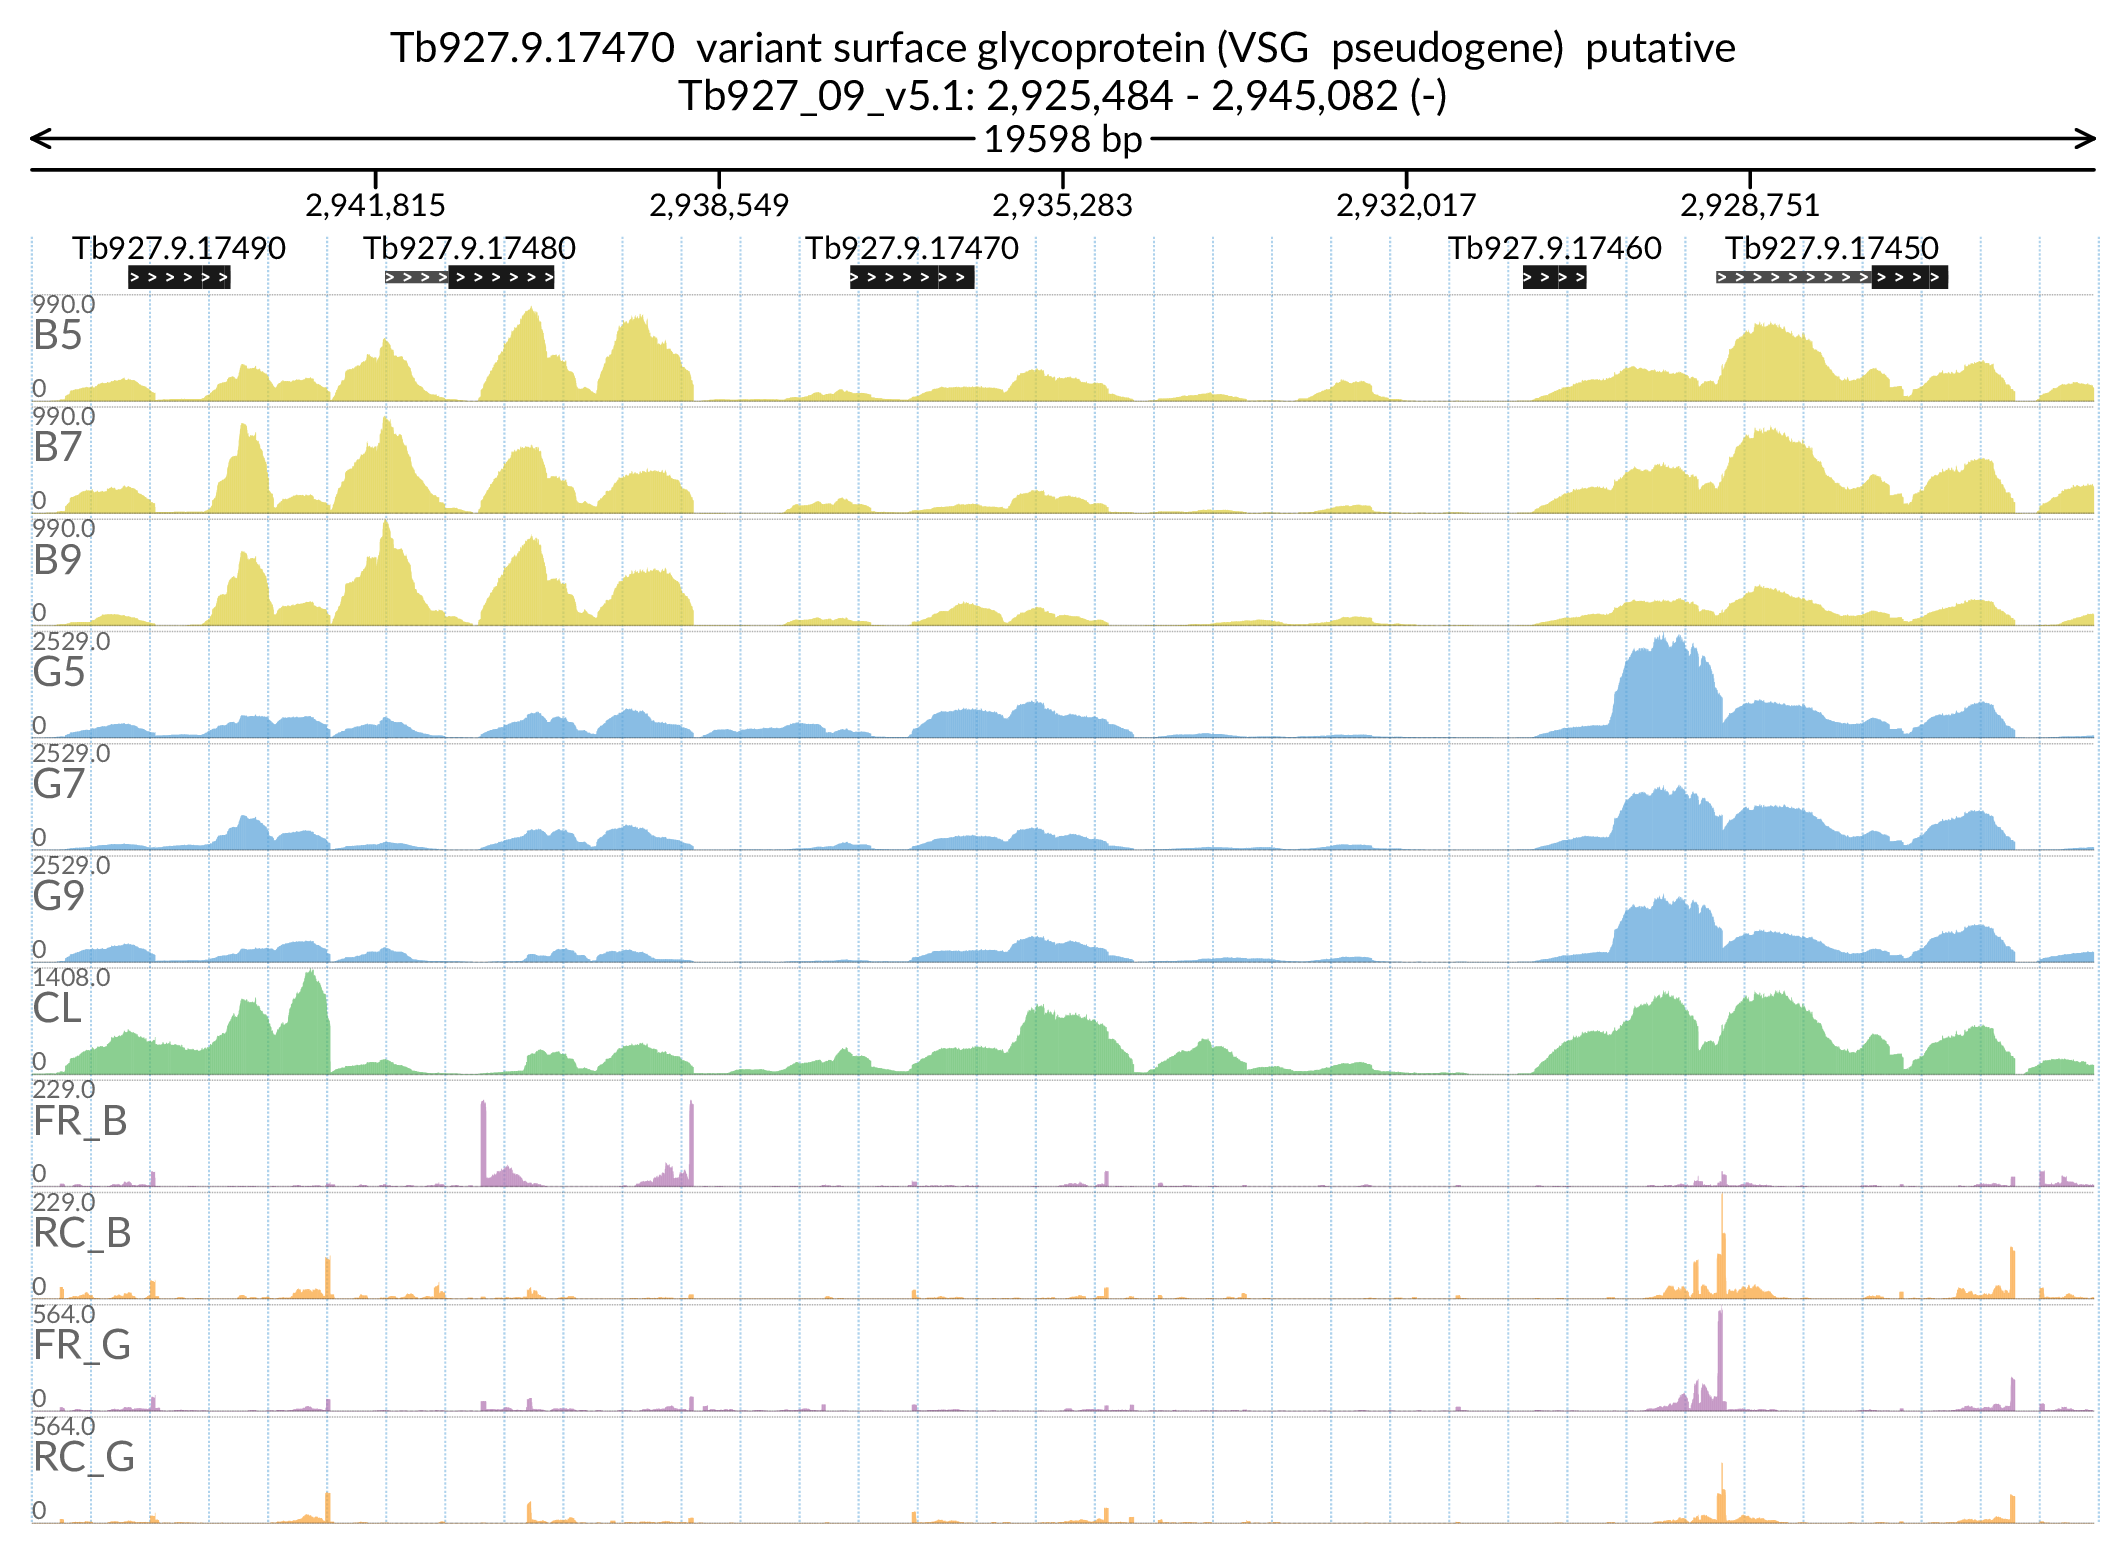 Tb927.9.17470 variant surface glycoprotein (VSG pseudogene) putative
Tb927_09_v5.1: 2,925,484 - 2,945,082 (-)
19598 bp
2,941,815 2,938,549 2,935,283 2,932,017 2,928,751
Tb927.9.17490 Tb927.9.17480 Tb927.9.17470 Tb927.9.17460 Tb927.9.17450
990.0
B5
0
990.0
B7
0
990.0
B9
0
2529.0
G5
0
2529.0
G7
0
2529.0
G9
0
1408.0
CL
0
229.0
FR_B
0
229.0
RC_B
0
564.0
FR_G
0
564.0
RC_G
0